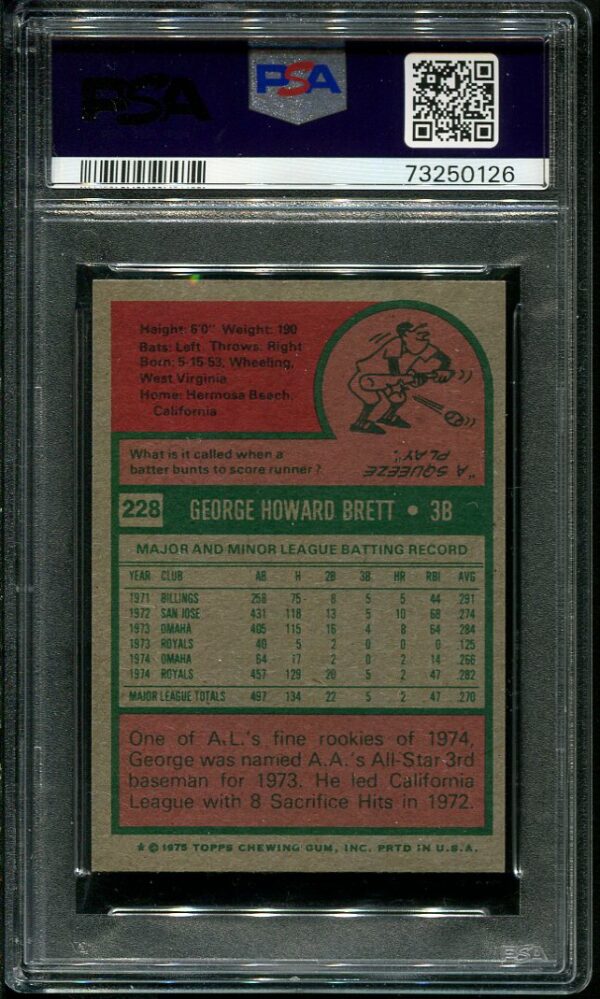 PSA
PSA
73250126
Height: 6'0" Weight: 190
Bats: Left Throws: Right
Born: 5-15-53, Wheeling,
West Virginia
Home: Hermosa Beach,
California
What is it called when a
batter bunts to score runner?
"A SQUEEZE
PLAY".
228 GEORGE HOWARD BRETT • 3B
MAJOR AND MINOR LEAGUE BATTING RECORD
YEAR CLUB AB H 2B 3B HR RBI AVG
1971 BILLINGS 258 75 8 5 5 44 .291
1972 SAN JOSE 431 118 13 5 10 68 .274
1973 OMAHA 405 115 16 4 8 64 .284
1973 ROYALS 40 5 2 0 0 0 .125
1974 OMAHA 64 17 2 0 2 14 .266
1974 ROYALS 457 129 20 5 2 47 .282
MAJOR LEAGUE TOTALS 497 134 22 5 2 47 .270
One of A.L.'s fine rookies of 1974,
George was named A.A.'s All-Star 3rd
baseman for 1973. He led California
League with 8 Sacrifice Hits in 1972.
* © 1975 TOPPS CHEWING GUM, INC. PRTD IN U.S.A.
PSA